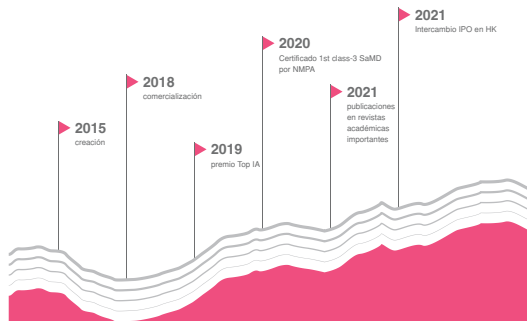 2015
creación
2018
comercialización
2019
premio Top IA
2020
Certificado 1st class-3 SaMD
por NMPA
2021
publicaciones
en revistas
académicas
importantes
2021
Intercambio IPO en HK